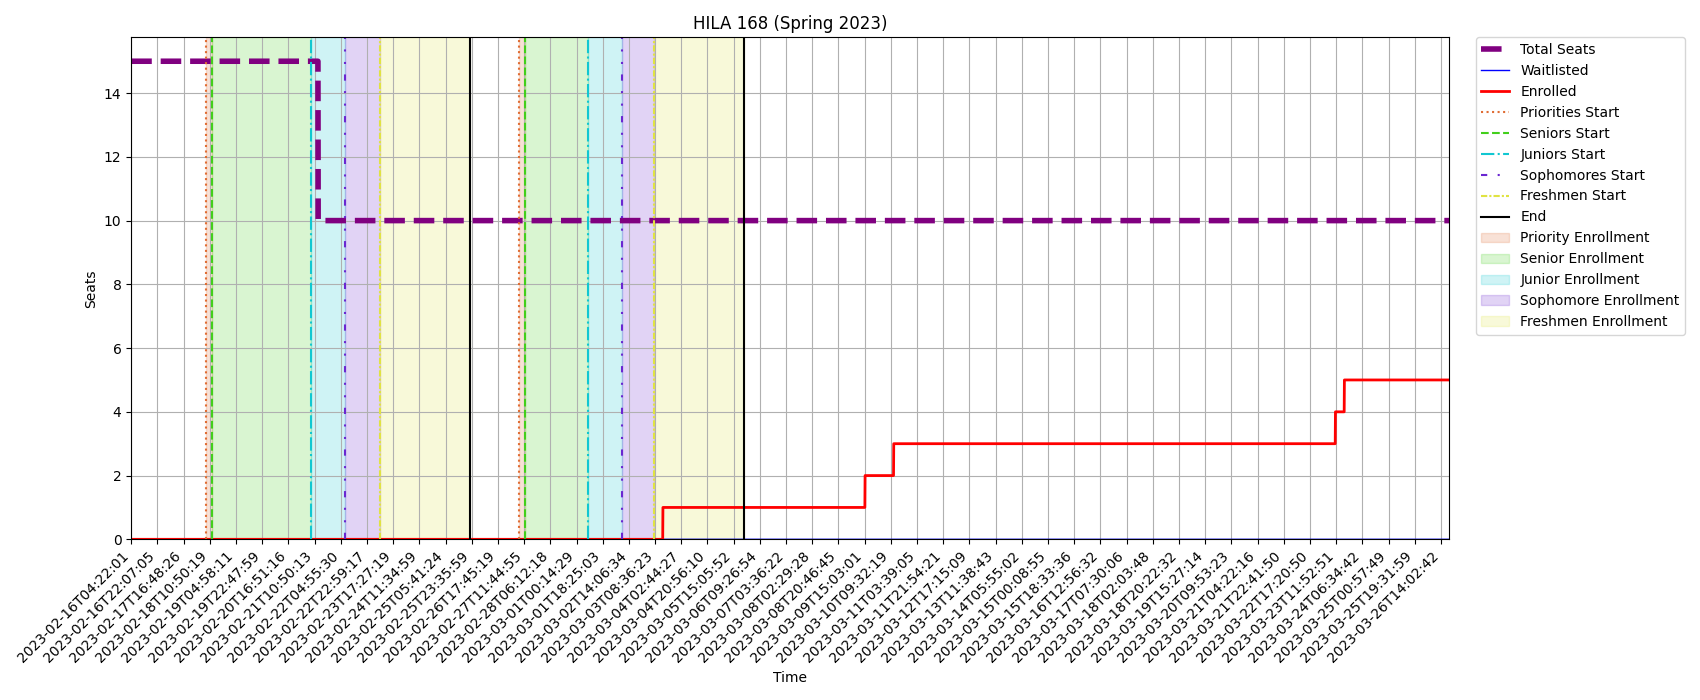 HILA 168 (Spring 2023)
Seats
14
12
10
8
6
4
2
0
2023-02-16T04:22:01
2023-02-16T22:07:05
2023-02-17T16:48:26
2023-02-18T10:50:19
2023-02-19T04:58:11
2023-02-19T22:47:59
2023-02-20T16:51:16
2023-02-21T10:50:13
2023-02-22T04:55:30
2023-02-22T22:59:17
2023-02-23T17:27:19
2023-02-24T11:34:59
2023-02-25T05:41:24
2023-02-25T23:35:59
2023-02-26T17:45:19
2023-02-27T11:44:55
2023-02-28T06:12:18
2023-03-01T00:14:29
2023-03-01T18:25:03
2023-03-02T14:06:34
2023-03-03T08:36:23
2023-03-04T02:44:27
2023-03-04T20:56:10
2023-03-05T15:05:52
2023-03-06T09:26:54
2023-03-07T03:36:22
2023-03-08T02:29:28
2023-03-08T20:46:45
2023-03-09T15:03:01
2023-03-10T09:32:19
2023-03-11T03:39:05
2023-03-11T21:54:21
2023-03-12T17:15:09
2023-03-13T11:38:43
2023-03-14T05:55:02
2023-03-15T00:08:55
2023-03-15T18:33:36
2023-03-16T12:56:32
2023-03-17T07:30:06
2023-03-18T02:03:48
2023-03-18T20:22:32
2023-03-19T15:27:14
2023-03-20T09:53:23
2023-03-21T04:22:16
2023-03-21T22:41:50
2023-03-22T17:20:50
2023-03-23T11:52:51
2023-03-24T06:34:42
2023-03-25T00:57:49
2023-03-25T19:31:59
2023-03-26T14:02:42
Time
Total Seats
Waitlisted
Enrolled
Priorities Start
Seniors Start
Juniors Start
Sophomores Start
Freshmen Start
End
Priority Enrollment
Senior Enrollment
Junior Enrollment
Sophomore Enrollment
Freshmen Enrollment